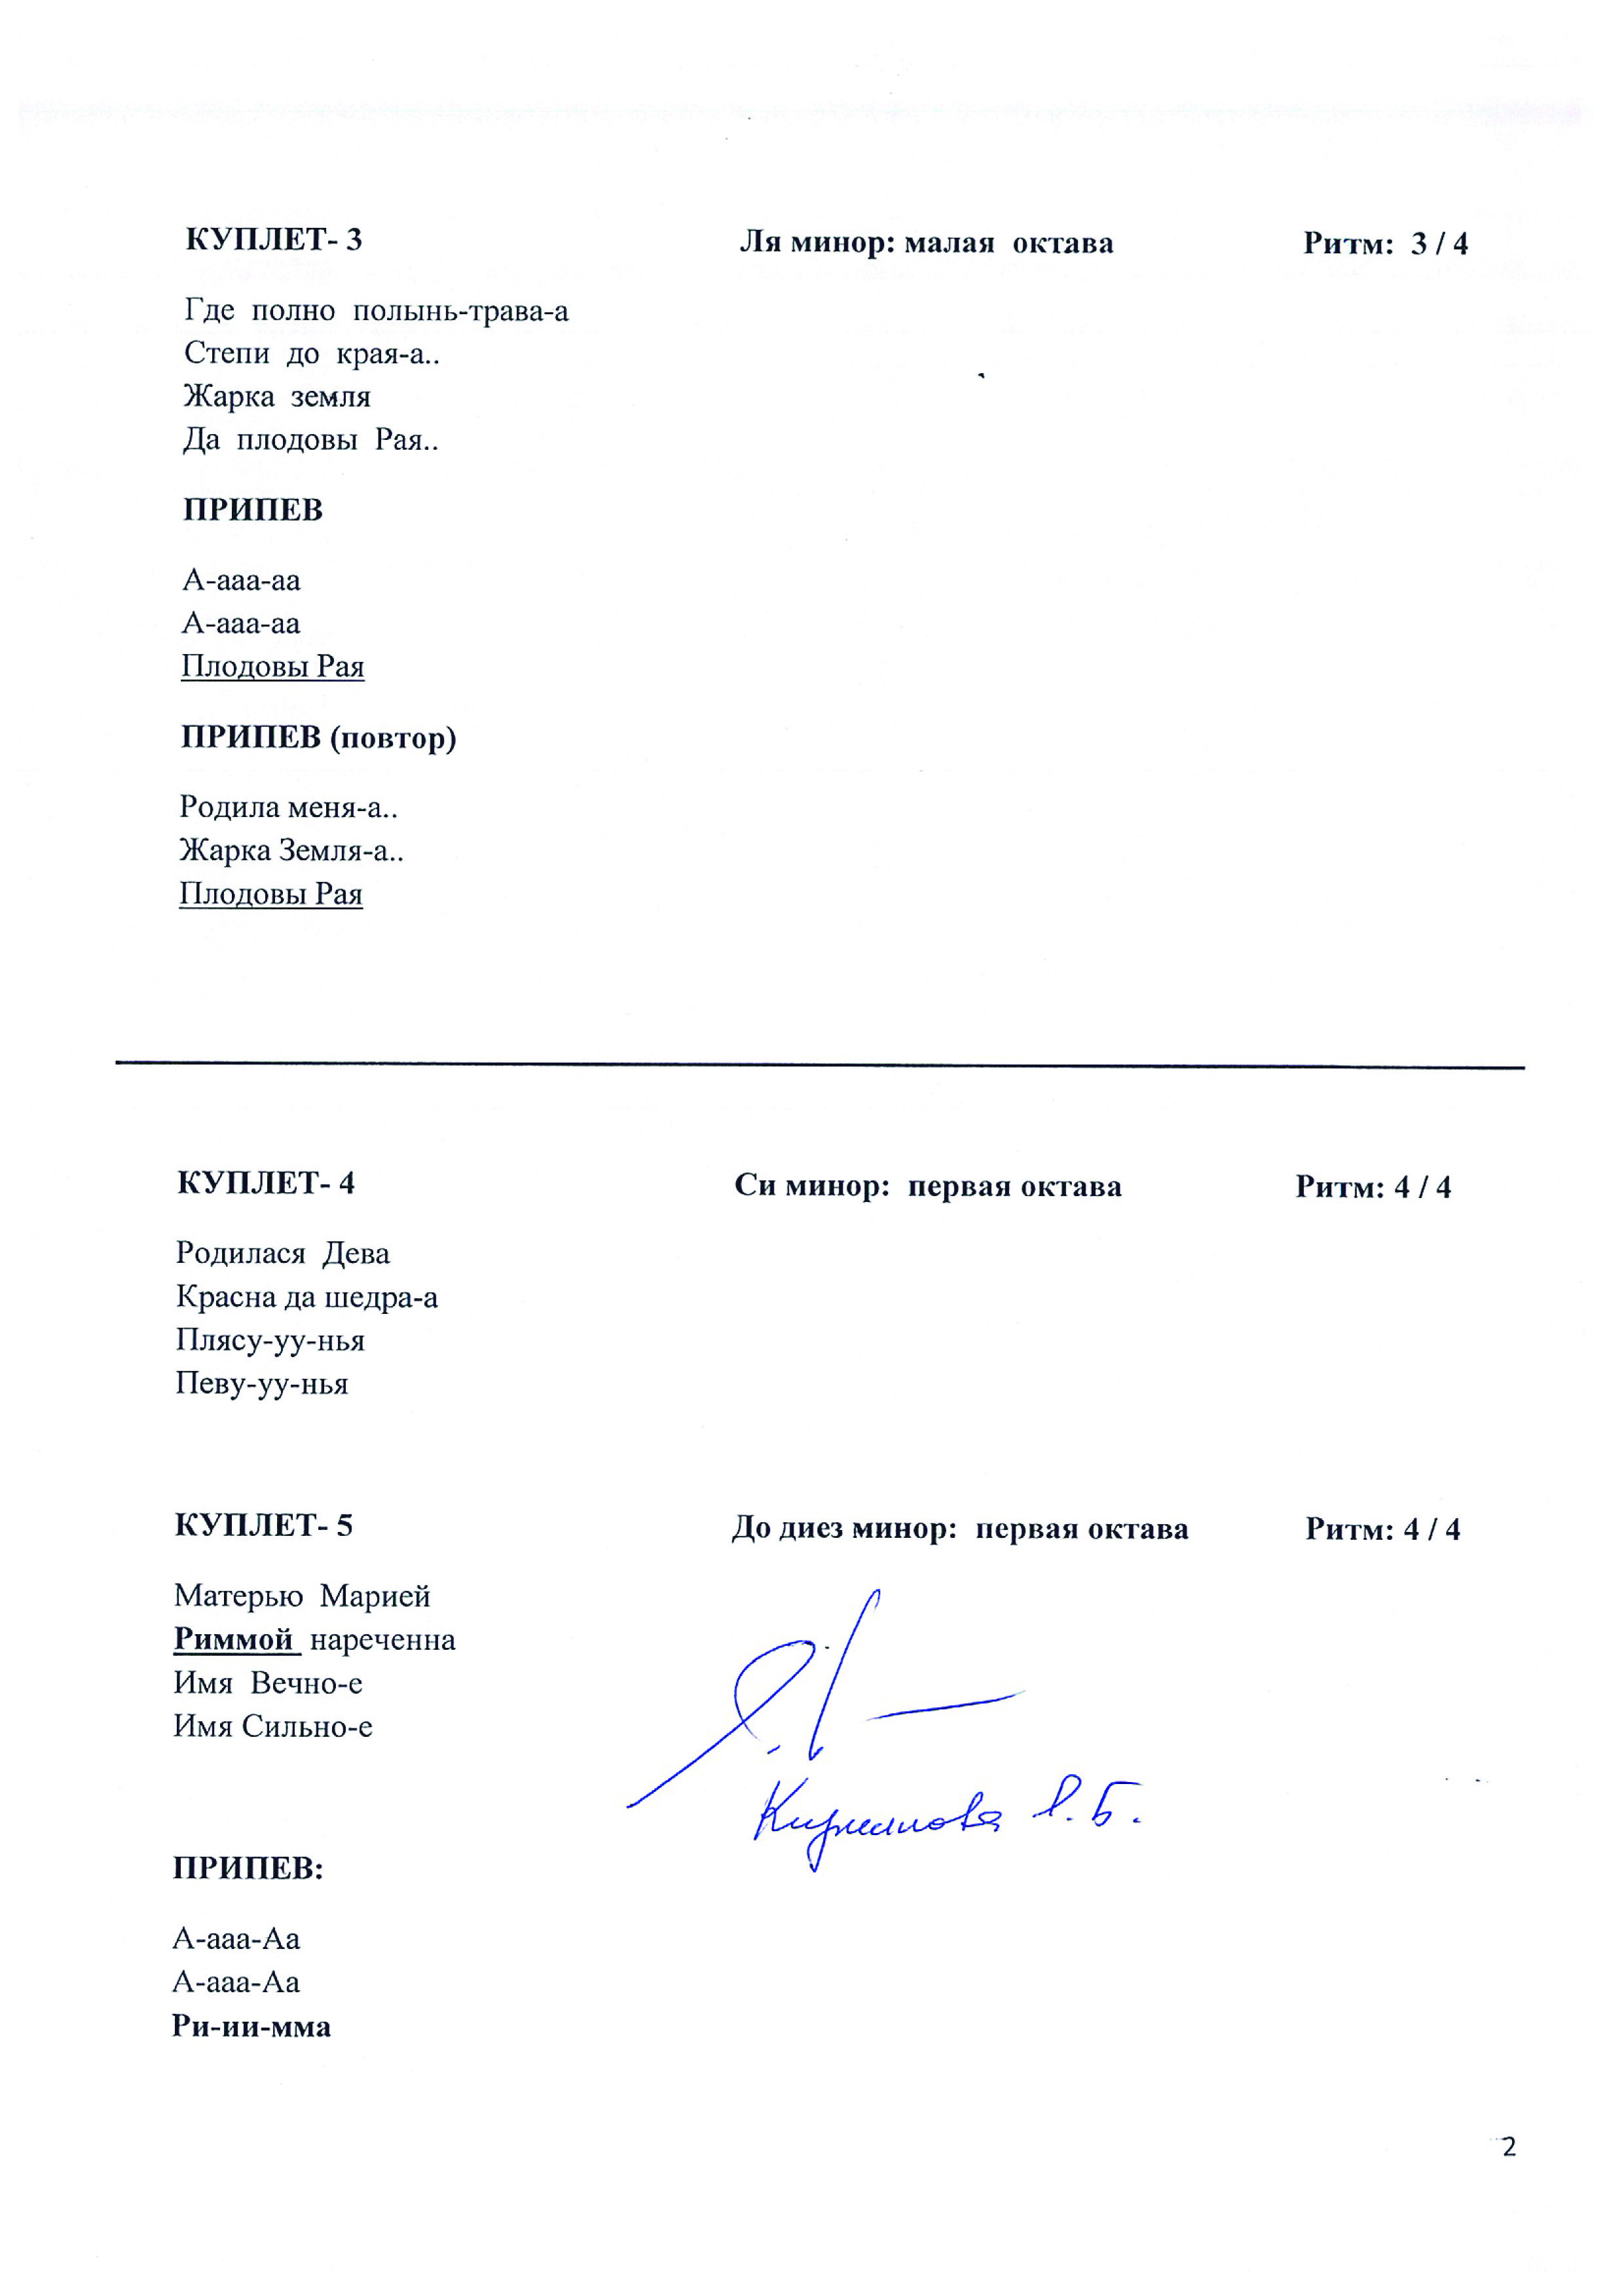 КУПЛЕТ- 3 Ля минор: малая октава Ритм: 3 / 4
Где полно полынь-трава-а
Степи до края-а..
Жарка земля
Да плодовы Рая..
ПРИПЕВ
А-ааа-аа
А-ааа-аа
Плодовы Рая
ПРИПЕВ (повтор)
Родила меня-а..
Жарка Земля-а..
Плодовы Рая
КУПЛЕТ- 4 Си минор: первая октава Ритм: 4 / 4
Родилася Дева
Красна да шедра-а
Плясу-уу-нья
Певу-уу-нья
КУПЛЕТ- 5 До диез минор: первая октава Ритм: 4 / 4
Матерью Марией
Риммой нареченна
Имя Вечно-е
Имя Сильно-е
ПРИПЕВ:
А-ааа-Аа
А-ааа-Аа
Ри-ии-мма
2